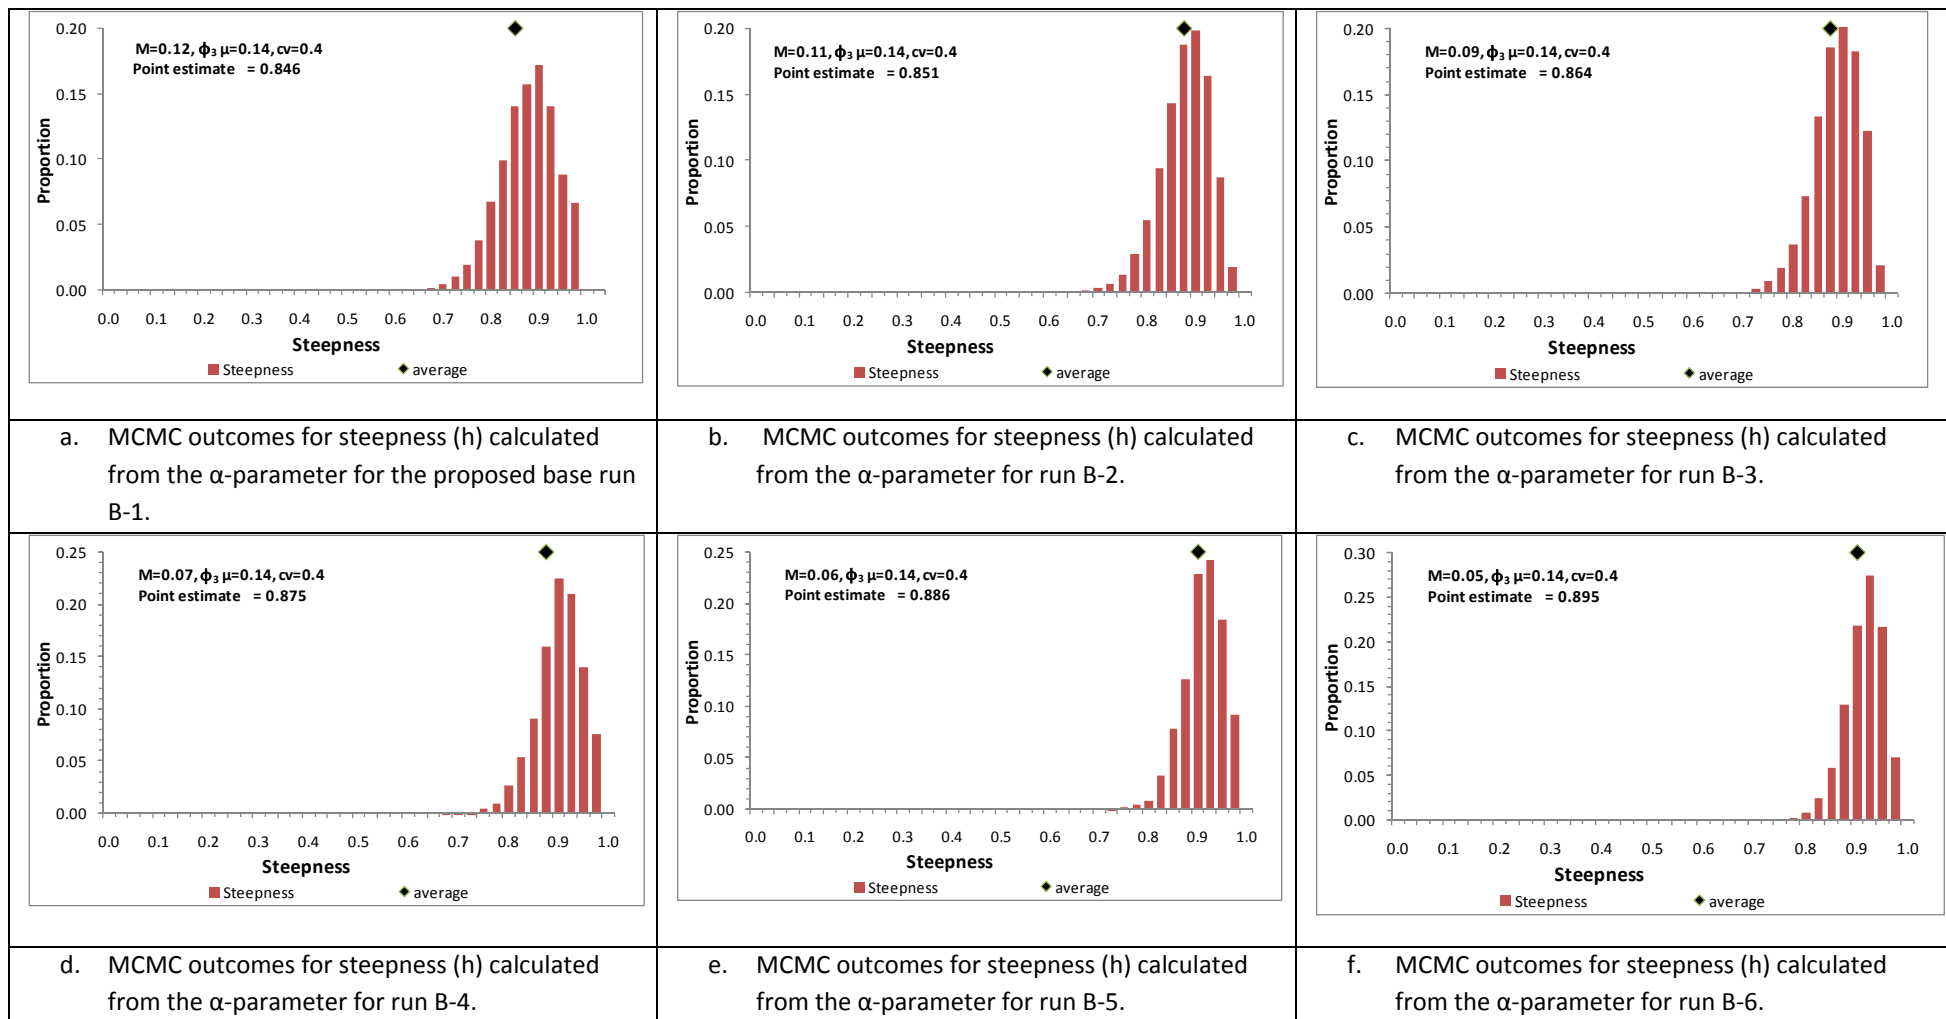 0.20
0.15
0.10
0.05
0.00
Proportion
M=0.12, ϕ₃ μ=0.14, cv=0.4
Point estimate = 0.846
0.0 0.1 0.2 0.3 0.4 0.5 0.6 0.7 0.8 0.9 1.0
Steepness
Steepness average
0.20
0.15
0.10
0.05
0.00
Proportion
M=0.11, ϕ₃ μ=0.14, cv=0.4
Point estimate = 0.851
0.0 0.1 0.2 0.3 0.4 0.5 0.6 0.7 0.8 0.9 1.0
Steepness
Steepness average
0.20
0.15
0.10
0.05
0.00
Proportion
M=0.09, ϕ₃ μ=0.14, cv=0.4
Point estimate = 0.864
0.0 0.1 0.2 0.3 0.4 0.5 0.6 0.7 0.8 0.9 1.0
Steepness
Steepness average
a. MCMC outcomes for steepness (h) calculated
from the α-parameter for the proposed base run
B-1.
b. MCMC outcomes for steepness (h) calculated
from the α-parameter for run B-2.
c. MCMC outcomes for steepness (h) calculated
from the α-parameter for run B-3.
0.25
0.20
0.15
0.10
0.05
0.00
Proportion
M=0.07, ϕ₃ μ=0.14, cv=0.4
Point estimate = 0.875
0.0 0.1 0.2 0.3 0.4 0.5 0.6 0.7 0.8 0.9 1.0
Steepness
Steepness average
0.25
0.20
0.15
0.10
0.05
0.00
Proportion
M=0.06, ϕ₃ μ=0.14, cv=0.4
Point estimate = 0.886
0.0 0.1 0.2 0.3 0.4 0.5 0.6 0.7 0.8 0.9 1.0
Steepness
Steepness average
0.30
0.25
0.20
0.15
0.10
0.05
0.00
Proportion
M=0.05, ϕ₃ μ=0.14, cv=0.4
Point estimate = 0.895
0.0 0.1 0.2 0.3 0.4 0.5 0.6 0.7 0.8 0.9 1.0
Steepness
Steepness average
d. MCMC outcomes for steepness (h) calculated
from the α-parameter for run B-4.
e. MCMC outcomes for steepness (h) calculated
from the α-parameter for run B-5.
f. MCMC outcomes for steepness (h) calculated
from the α-parameter for run B-6.